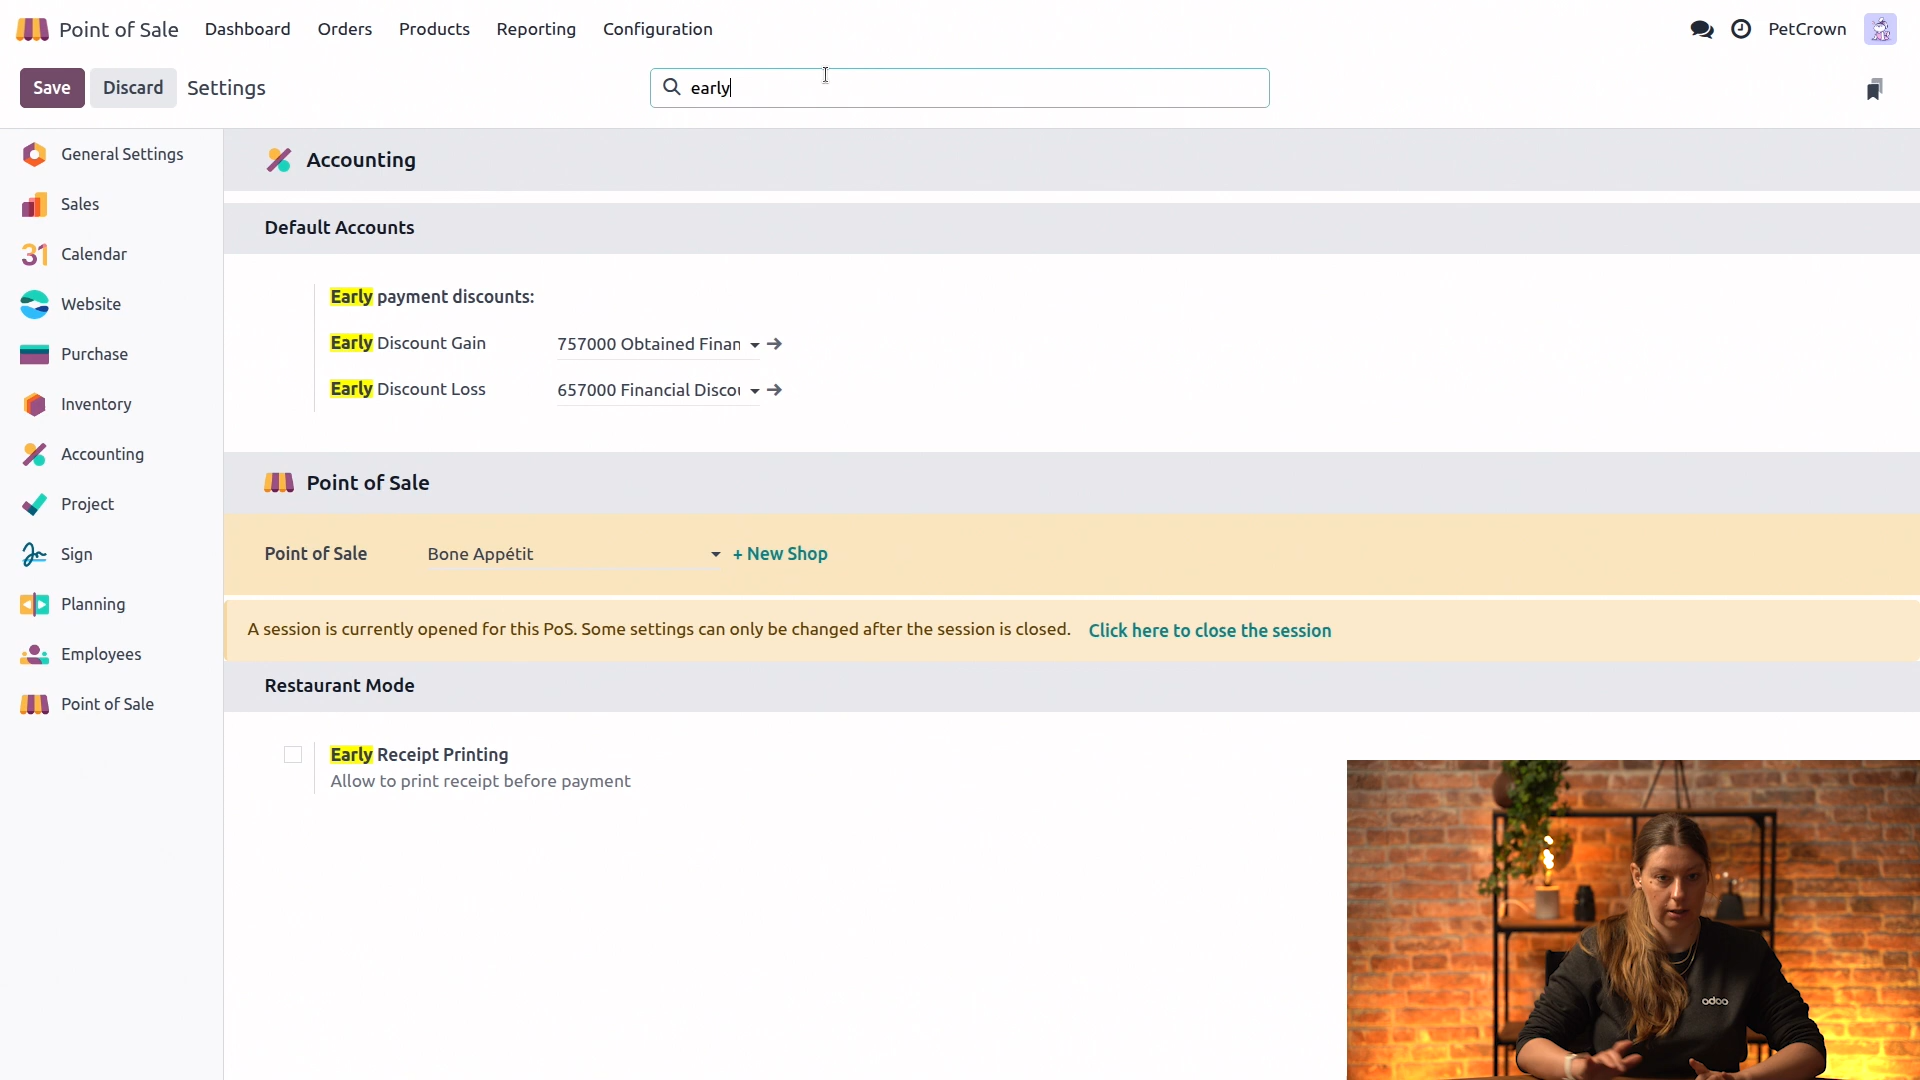 Point of Sale Dashboard Orders Products Reporting Configuration PetCrown
Save Discard Settings early
General Settings
Sales
31 Calendar
Website
Purchase
Inventory
Accounting
Project
Sign
Planning
Employees
Point of Sale
Accounting
Default Accounts
Early payment discounts:
Early Discount Gain 757000 Obtained Finan
Early Discount Loss 657000 Financial Discou
Point of Sale
Point of Sale Bone Appétit + New Shop
A session is currently opened for this PoS. Some settings can only be changed after the session is closed. Click here to close the session
Restaurant Mode
Early Receipt Printing
Allow to print receipt before payment
odoo